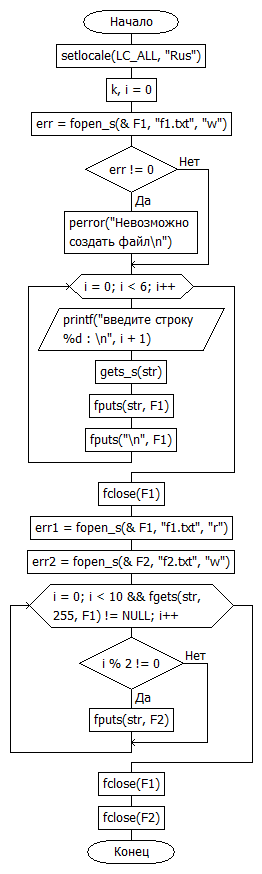 Начало
setlocale(LC_ALL, "Rus")
k, i = 0
err = fopen_s(& F1, "f1.txt", "w")
err != 0
Нет
Да
perror("Невозможно
создать файл\n")
i = 0; i < 6; i++
printf("введите строку
%d : \n", i + 1)
gets_s(str)
fputs(str, F1)
fputs("\n", F1)
fclose(F1)
err1 = fopen_s(& F1, "f1.txt", "r")
err2 = fopen_s(& F2, "f2.txt", "w")
i = 0; i < 10 && fgets(str,
255, F1) != NULL; i++
i % 2 != 0
Нет
Да
fputs(str, F2)
fclose(F1)
fclose(F2)
Конец